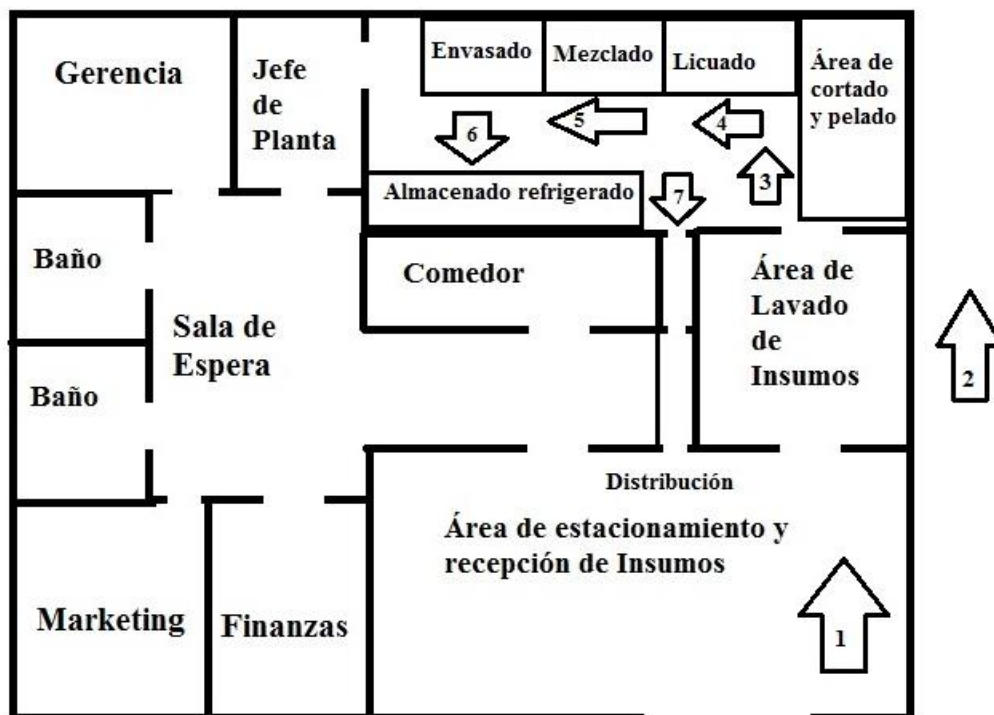 Gerencia
Jefe
de
Planta
Envasado
Mezclado
Licuado
Área de
cortado
y pelado
6
5
4
3
Almacenado refrigerado
7
Baño
Comedor
Área de
Lavado
de
Insumos
2
Sala de
Espera
Baño
Distribución
Área de estacionamiento y
recepción de Insumos
Marketing
Finanzas
1